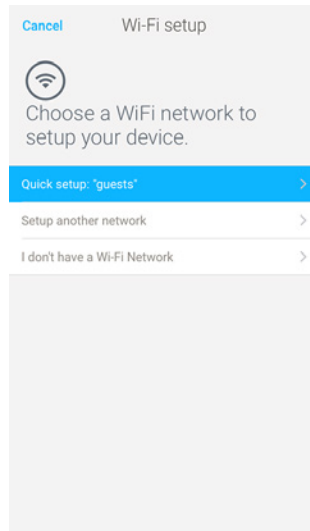 Cancel Wi-Fi setup
Choose a WiFi network to
setup your device.
Quick setup: "guests"
Setup another network
I don't have a Wi-Fi Network